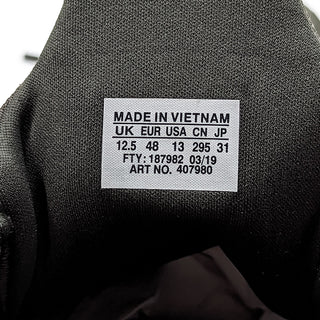 MADE IN VIETNAM
UK EUR USA CN JP
12.5 48 13 295 31
FTY: 187982 03/19
ART NO. 407980